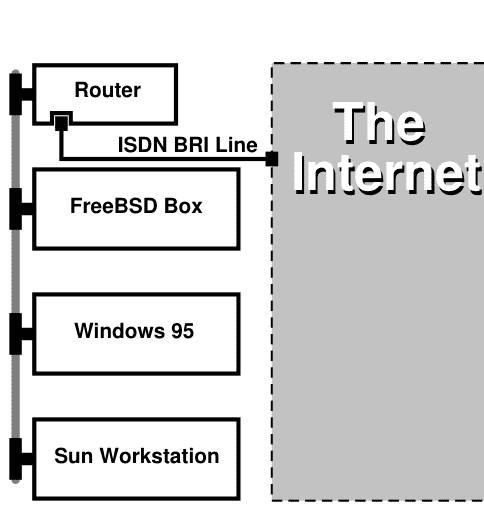 Router
ISDN BRI Line
The
Internet
FreeBSD Box
Windows 95
Sun Workstation